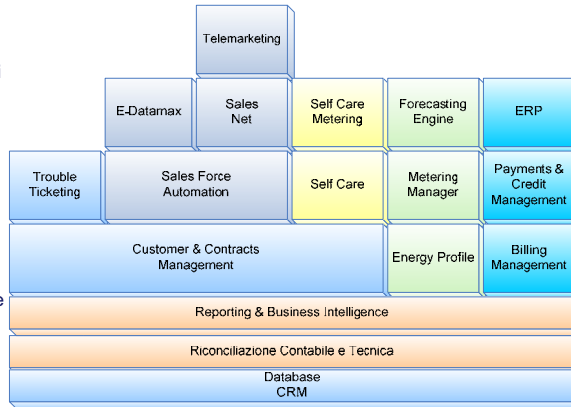 Telemarketing
E-Datamax
Sales
Net
Self Care
Metering
Forecasting
Engine
ERP
Trouble
Ticketing
Sales Force
Automation
Self Care
Metering
Manager
Payments &
Credit
Management
Customer & Contracts
Management
Energy Profile
Billing
Management
Reporting & Business Intelligence
Riconciliazione Contabile e Tecnica
Database
CRM